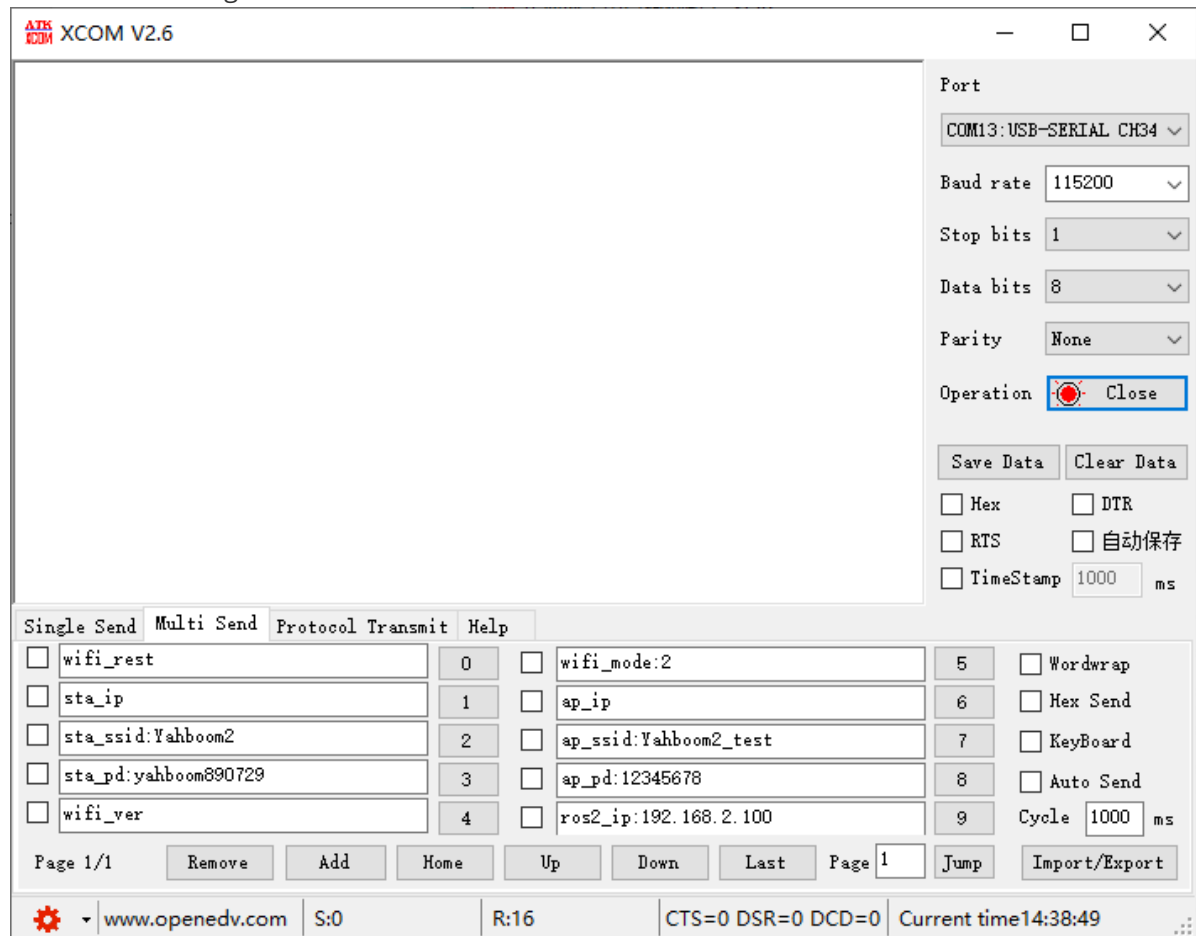 ATK
XCOM
XCOM V2.6
Port
COM13:USB-SERIAL CH34
Baud rate 115200
Stop bits 1
Data bits 8
Parity None
Operation Close
Save Data Clear Data
Hex DTR
RTS 自动保存
TimeStamp 1000 ms
Single Send Multi Send Protocol Transmit Help
wifi_rest 0 wifi_mode:2 5 Wordwrap
sta_ip 1 ap_ip 6 Hex Send
sta_ssid:Yahboom2 2 ap_ssid:Yahboom2_test 7 KeyBoard
sta_pd:yahboom890729 3 ap_pd:12345678 8 Auto Send
wifi_ver 4 ros2_ip:192.168.2.100 9 Cycle 1000 ms
Page 1/1 Remove Add Home Up Down Last Page 1 Jump Import/Export
www.openedv.com S:0 R:16 CTS=0 DSR=0 DCD=0 Current time14:38:49